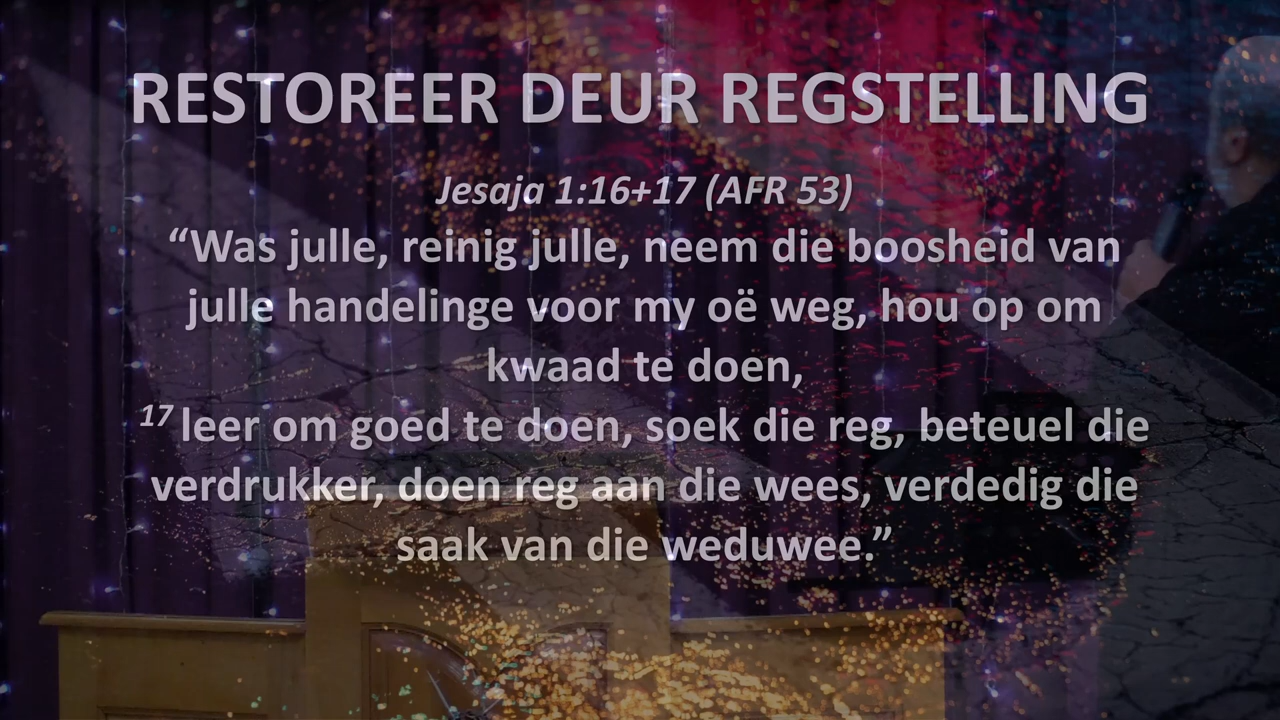 RESTOREER DEUR REGSTELLING
Jesaja 1:16+17 (AFR 53)
“Was julle, reinig julle, neem die boosheid van
julle handelinge voor my oë weg, hou op om
kwaad te doen,
17 leer om goed te doen, soek die reg, beteuel die
verdrukker, doen reg aan die wees, verdedig die
saak van die weduwee.”